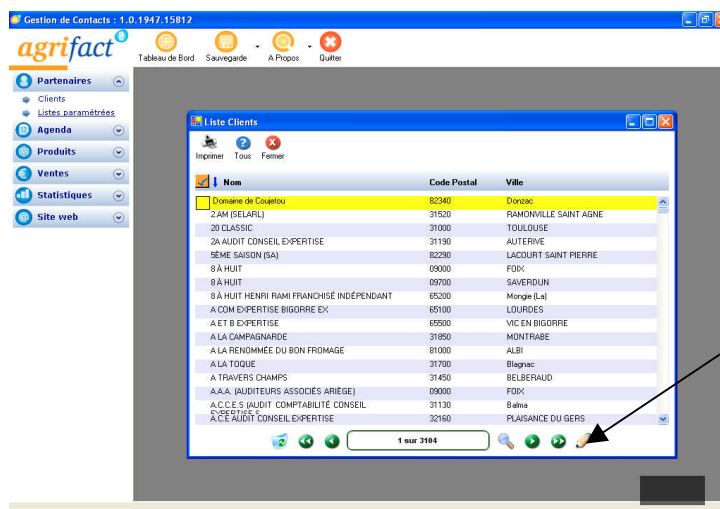 Gestion de Contacts : 1.0.1947.15812
agrifact
Tableau de Bord Sauvegarde A Propos Quitter
Partenaires
Clients
Listes paramétrées
Agenda
Produits
Ventes
Statistiques
Site web
Liste Clients
Imprimer Tous Fermer
Nom Code Postal Ville
Domaine de Coujetou 82340 Donzac
2 AM (SELARL) 31520 RAMONVILLE SAINT AGNE
20 CLASSIC 31000 TOULOUSE
2A AUDIT CONSEIL EXPERTISE 31190 AUTERIVE
5ÈME SAISON (SA) 82290 LACOURT SAINT PIERRE
8 À HUIT 09000 FOIX
8 À HUIT 09700 SAVERDUN
8 À HUIT HENRI RAMI FRANCHISÉ INDÉPENDANT 65200 Mongie (La)
A COM EXPERTISE BIGORRE EX 65100 LOURDES
A ET B EXPERTISE 65500 VIC EN BIGORRE
A LA CAMPAGNARDE 31850 MONTRABE
A LA RENOMMÉE DU BON FROMAGE 81000 ALBI
A LA TOQUE 31700 Blagnac
A TRAVERS CHAMPS 31450 BELBERAUD
A.A.A. (AUDITEURS ASSOCIÉS ARIÈGE) 09000 FOIX
A.C.C.E.S (AUDIT COMPTABILITÉ CONSEIL 31130 Balma
EXPERTISE S
A.C.E AUDIT CONSEIL EXPERTISE 32160 PLAISANCE DU GERS
1 sur 3104